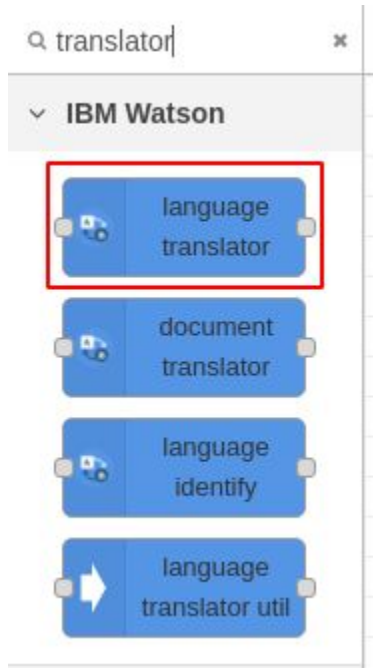 translator
IBM Watson
language
translator
document
translator
language
identify
language
translator util